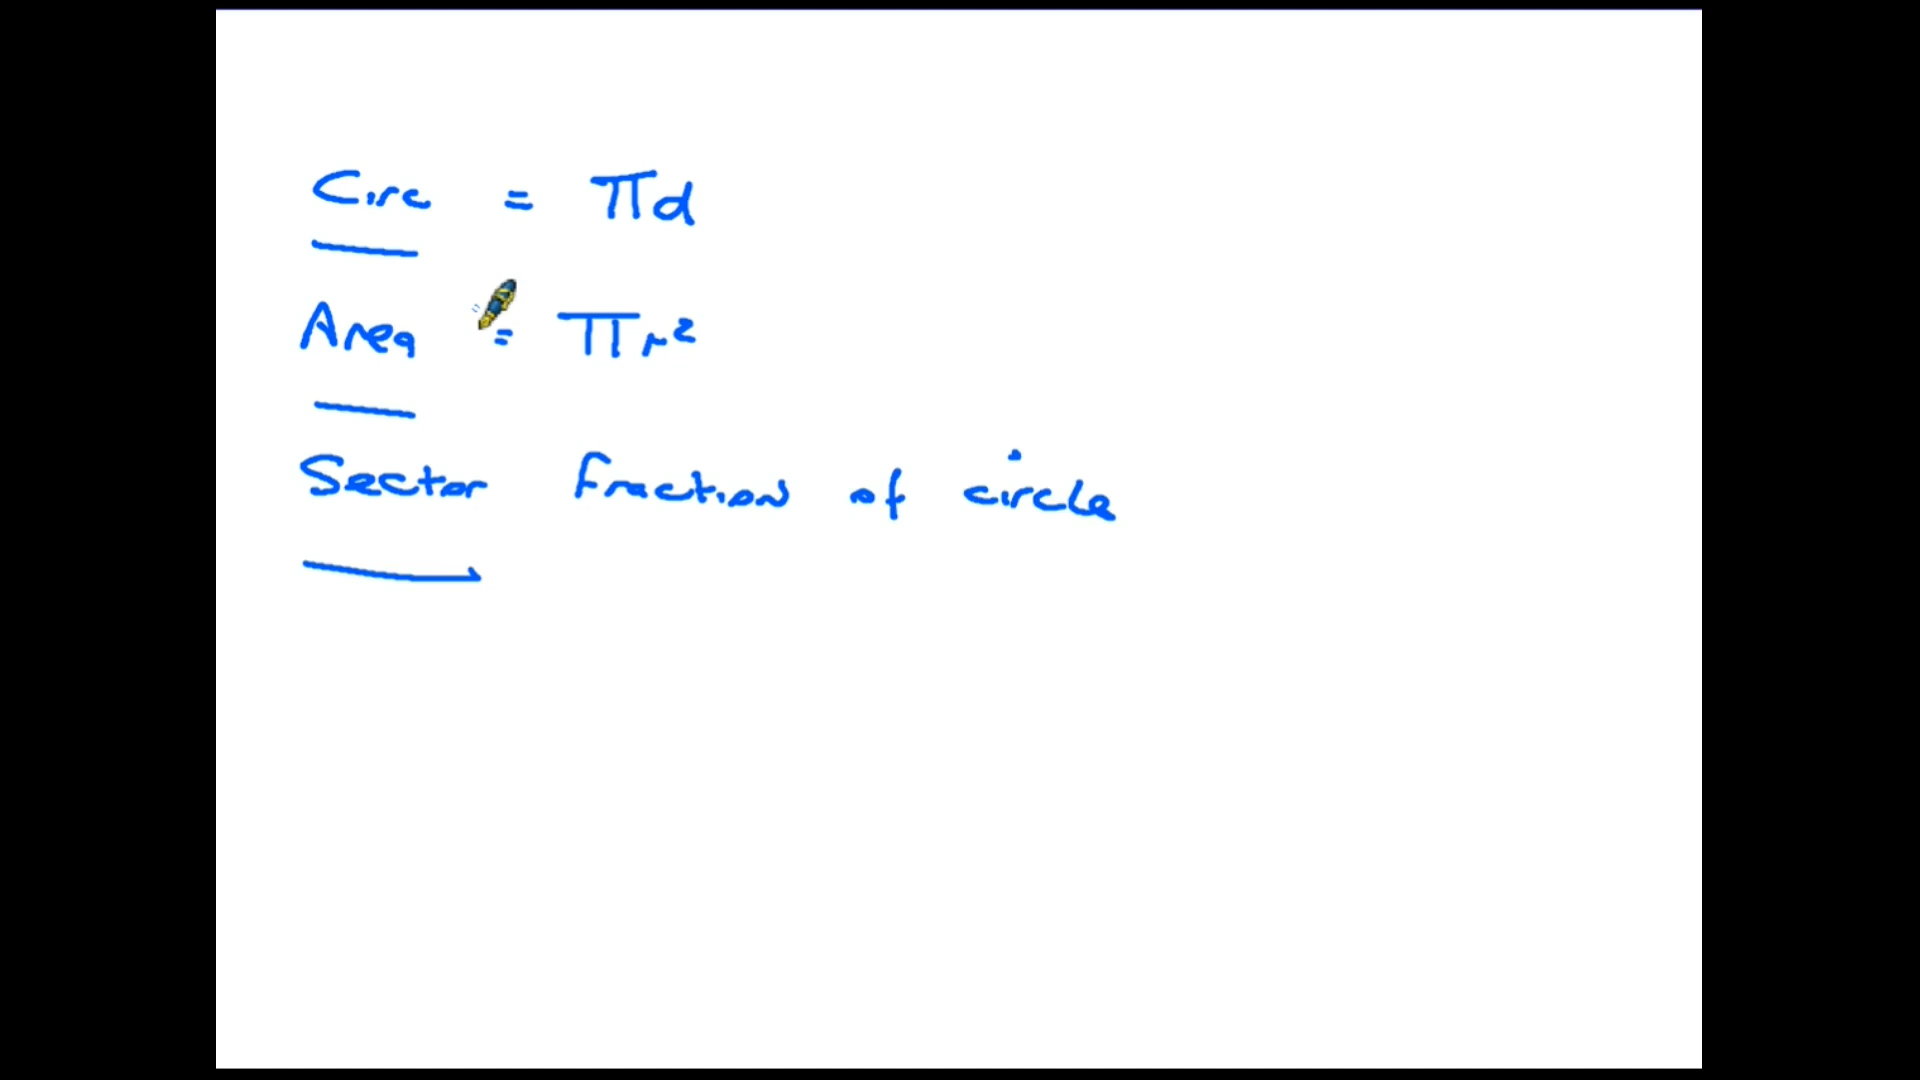 Circ = πd
Area = πr²
Sector fraction of circle